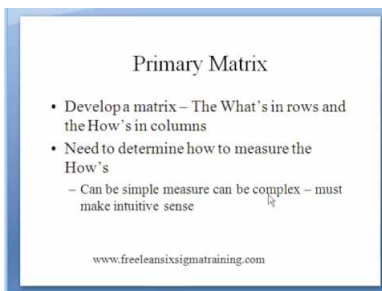 Primary Matrix
• Develop a matrix – The What's in rows and
the How's in columns
• Need to determine how to measure the
How's
– Can be simple measure can be complex – must
make intuitive sense
www.freeleansixsigmatraining.com